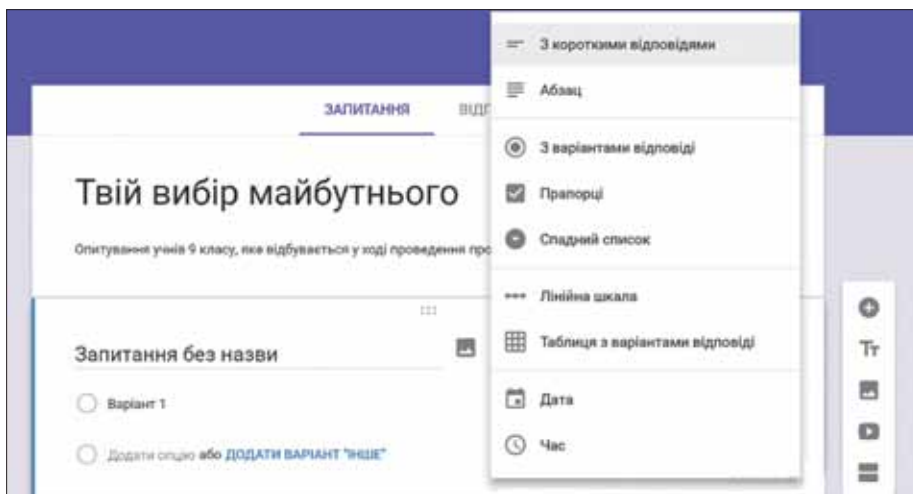 ЗАПИТАННЯ
ВІДП
Твій вибір майбутнього
Опитування учнів 9 класу, яке відбувається у ході проведення про
Запитання без назви
Варіант 1
Додати опцію або ДОДАТИ ВАРІАНТ "ІНШЕ"
З короткими відповідями
Абзац
З варіантами відповіді
Прапорці
Спадний список
Лінійна шкала
Таблиця з варіантами відповіді
Дата
Час
Тт